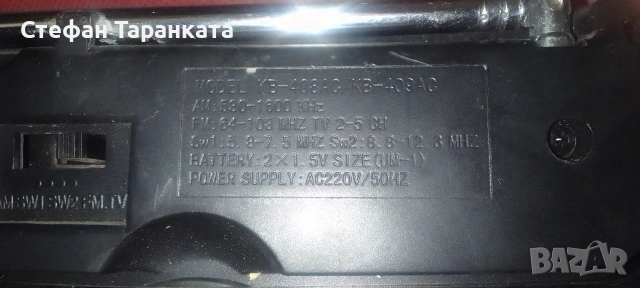 Стефан Таранката
MODEL KB-408AC KB-409AC
AM:530-1600 KHz
FM:64-108 MHZ TV 2-5 CH
Sw1:5.8-7.5 MHZ Sw2:8.8-12.8 MHZ
BATTERY:2×1.5V SIZE(UM-1)
POWER SUPPLY:AC220V/50HZ
AM.SW1.SW2.FM.TV
BAZAR